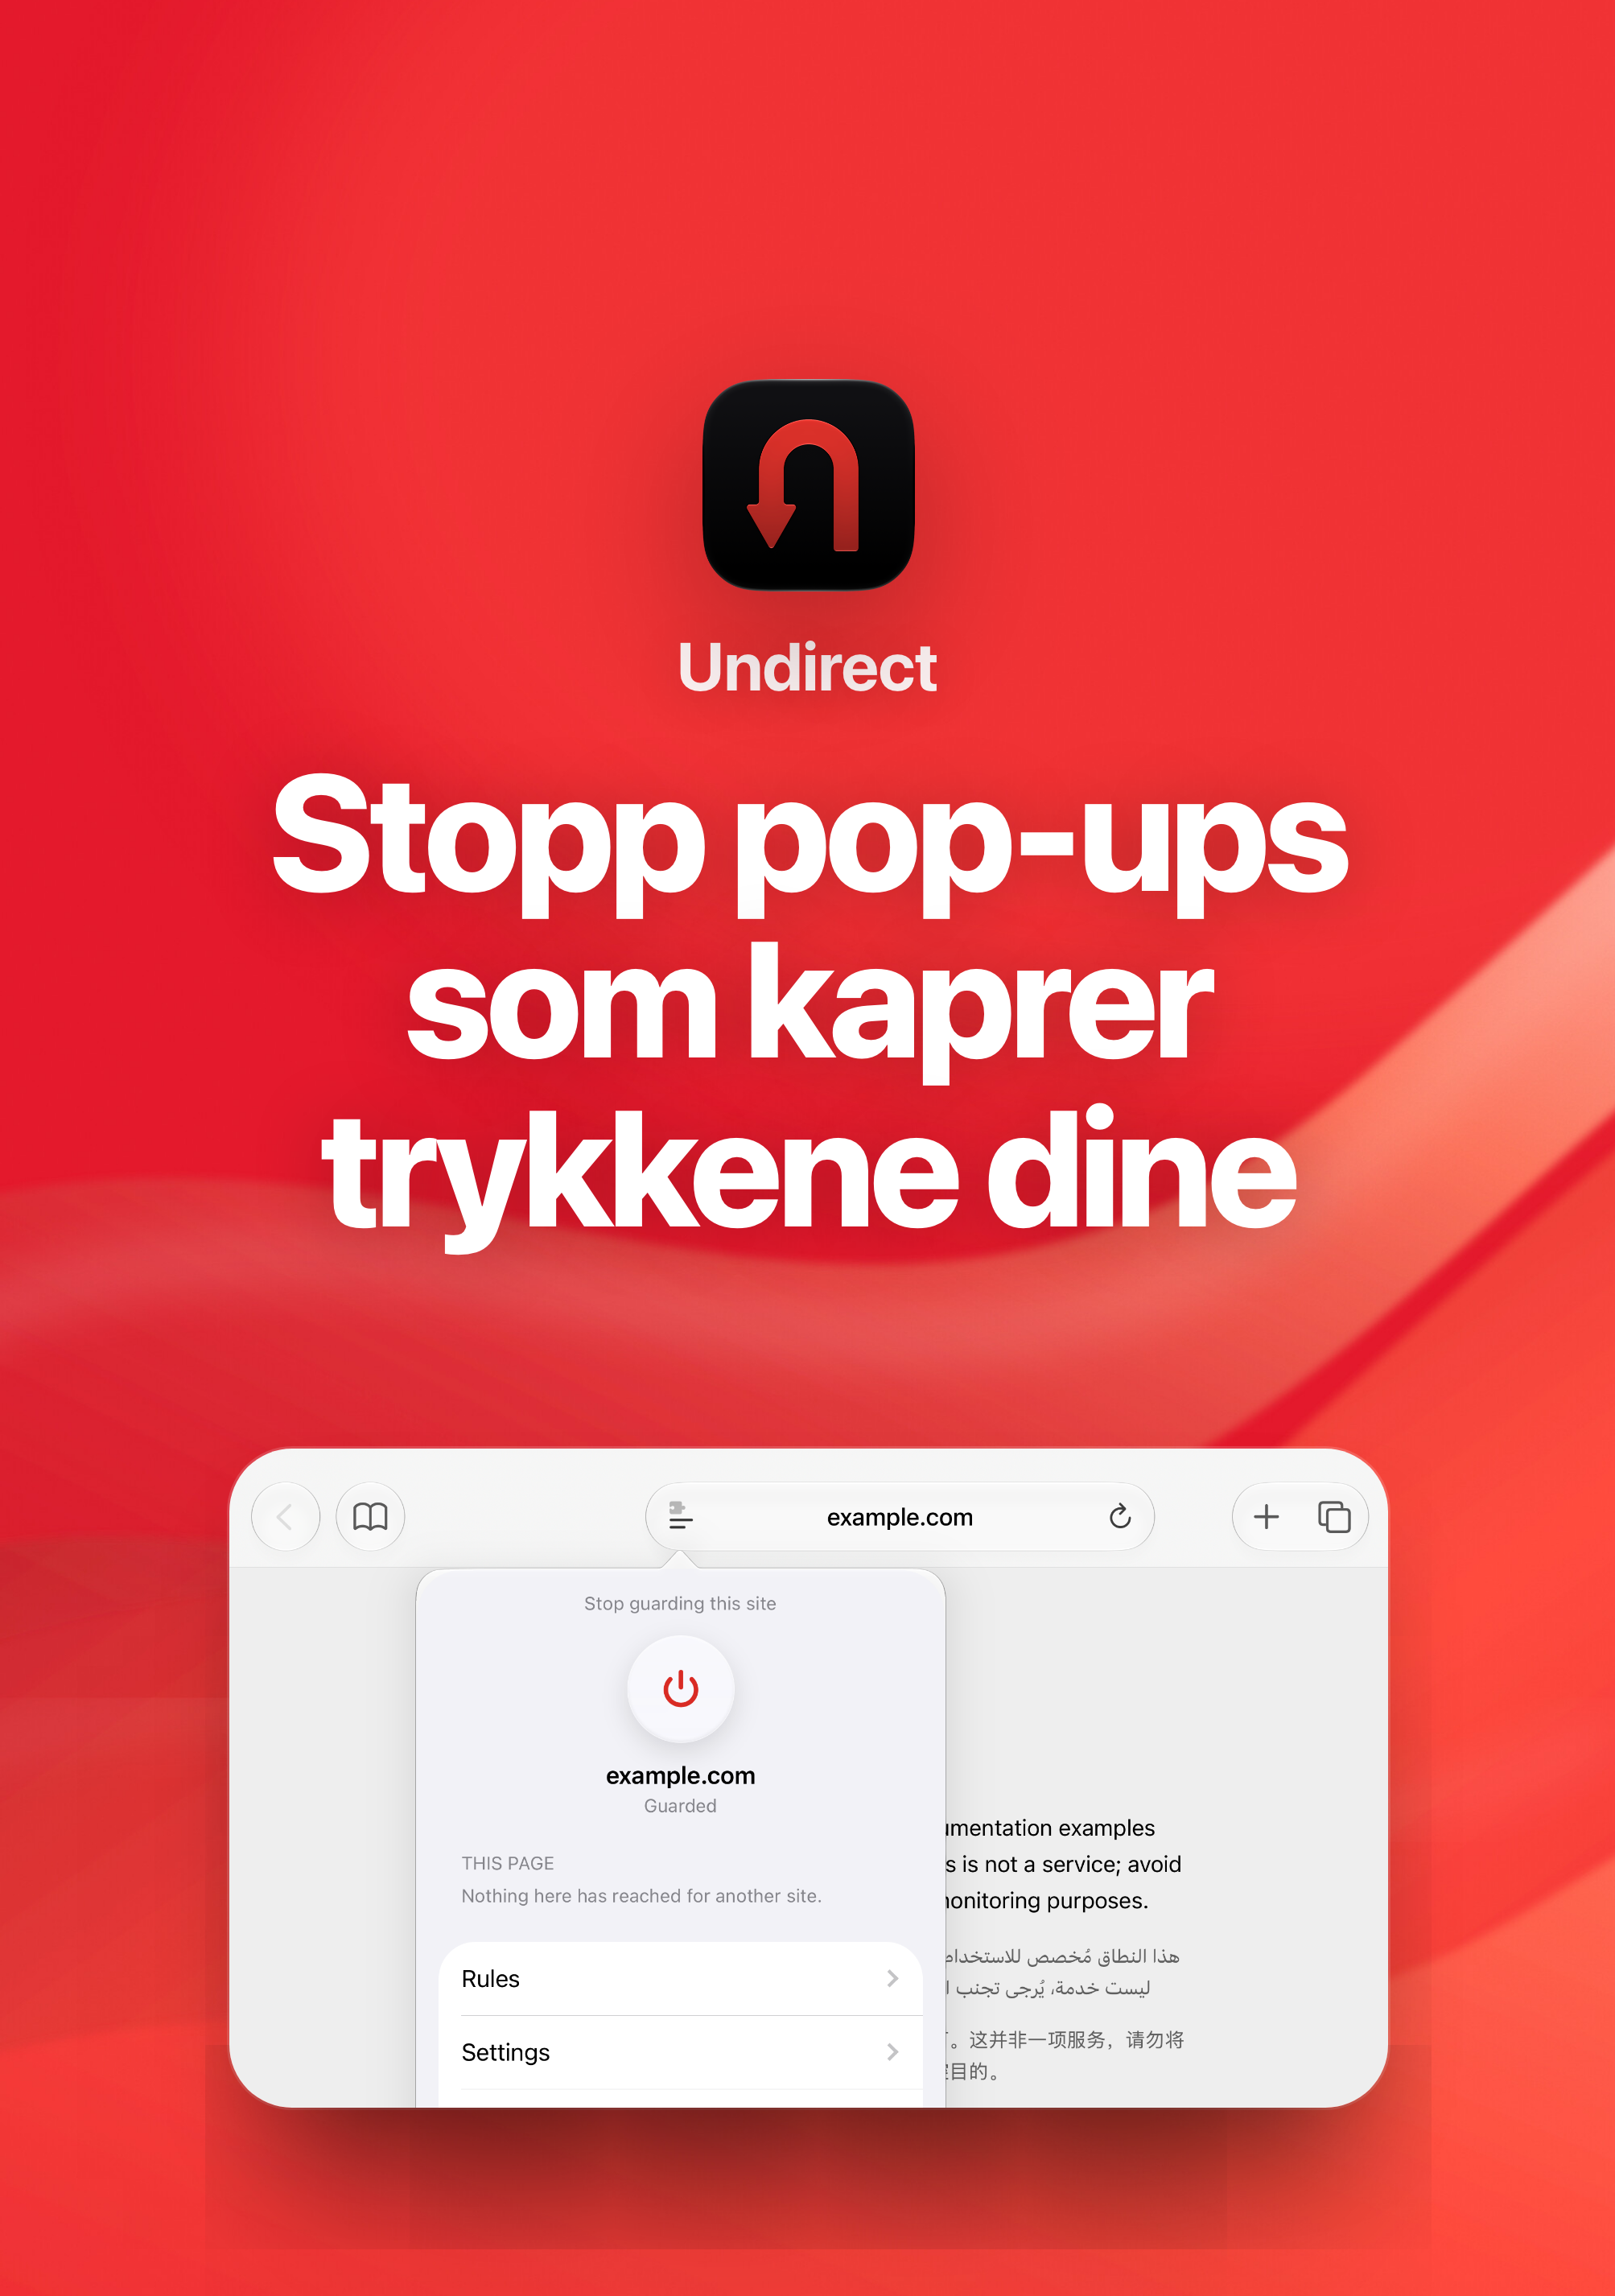 Undirect
Stopp pop-ups
som kaprer
trykkene dine
example.com
Stop guarding this site
example.com
Guarded
THIS PAGE
Nothing here has reached for another site.
Rules
Settings
umentation examples
s is not a service; avoid
onitoring purposes.
هذا النطاق مُخصص للاستخدام
ليست خدمة، يُرجى تجنب ا
。这并非一项服务，请勿将
目的。